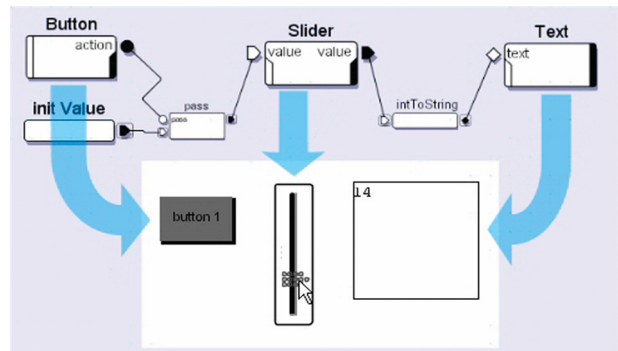 Button
action
Slider
value value
Text
text
init Value
pass
pass
intToString
button 1
14